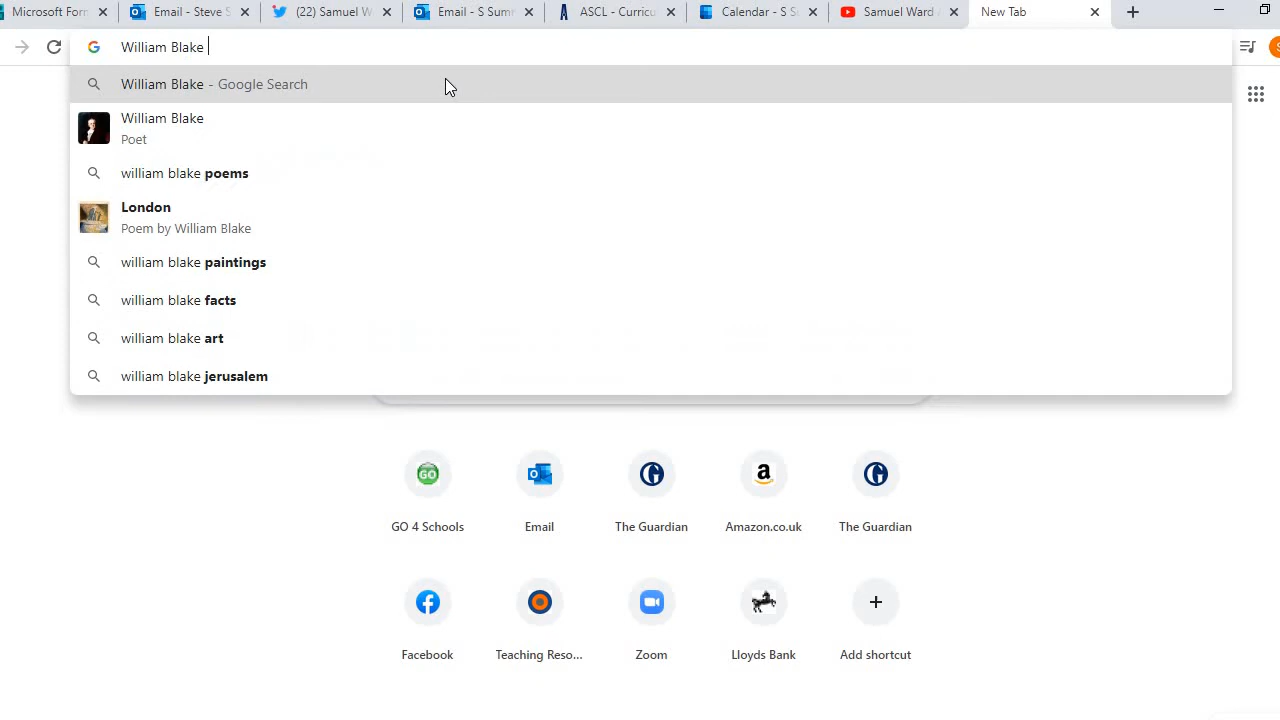 Microsoft Form
Email - Steve S
(22) Samuel W
Email - S Sum
ASCL - Curricu
Calendar - S S
Samuel Ward
New Tab
William Blake
William Blake - Google Search
William Blake
Poet
william blake poems
London
Poem by William Blake
william blake paintings
william blake facts
william blake art
william blake jerusalem
GO
GO 4 Schools
Email
The Guardian
Amazon.co.uk
The Guardian
Facebook
Teaching Reso...
Zoom
Lloyds Bank
Add shortcut